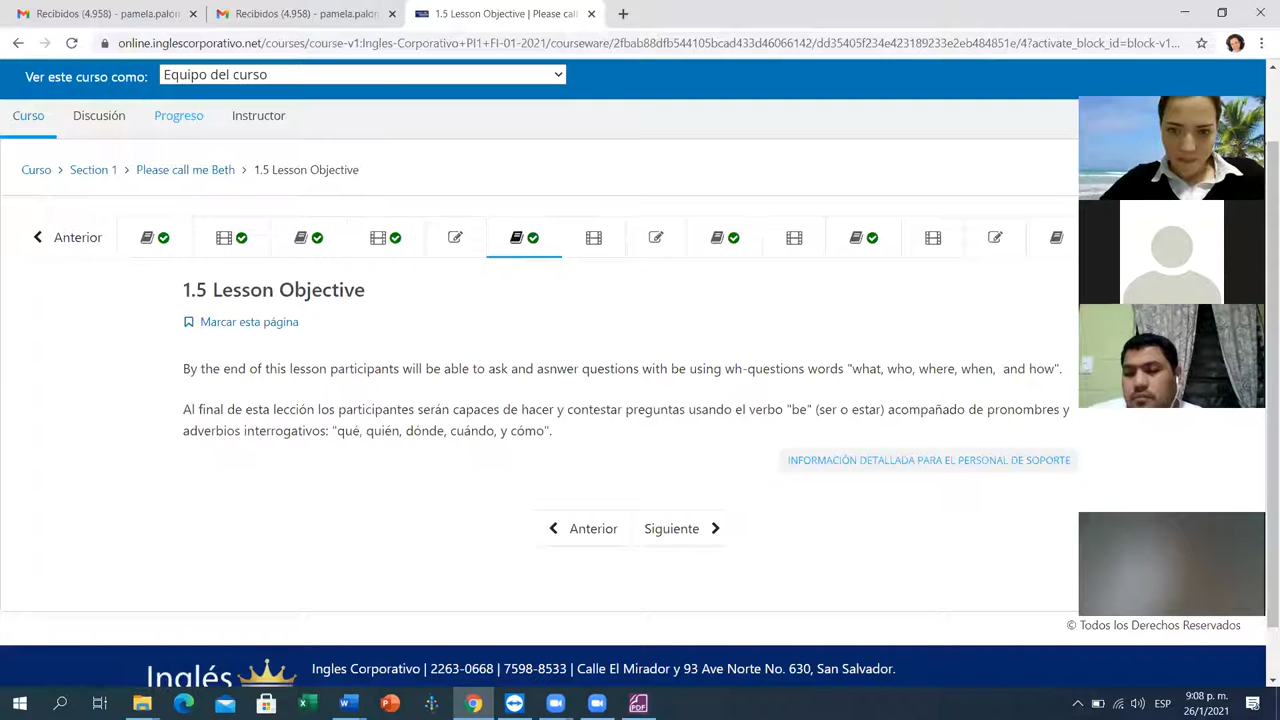 Recibidos (4.958) - pamela.palon
Recibidos (4.958) - pamela.palon
1.5 Lesson Objective | Please call
online.inglescorporativo.net/courses/course-v1:Ingles-Corporativo+PI1+FI-01-2021/courseware/2fbab88dfb544105bcad433d46066142/dd35405f234e423189233e2eb484851e/4?activate_block_id=block-v1...
Ver este curso como:
Equipo del curso
Curso
Discusión
Progreso
Instructor
Curso > Section 1 > Please call me Beth > 1.5 Lesson Objective
Anterior
1.5 Lesson Objective
Marcar esta página
By the end of this lesson participants will be able to ask and asnwer questions with be using wh-questions words "what, who, where, when, and how".
Al final de esta lección los participantes serán capaces de hacer y contestar preguntas usando el verbo "be" (ser o estar) acompañado de pronombres y
adverbios interrogativos: "qué, quién, dónde, cuándo, y cómo".
INFORMACIÓN DETALLADA PARA EL PERSONAL DE SOPORTE
Anterior
Siguiente
© Todos los Derechos Reservados
Inglés
Ingles Corporativo | 2263-0668 | 7598-8533 | Calle El Mirador y 93 Ave Norte No. 630, San Salvador.
ESP
9:08 p. m.
26/1/2021